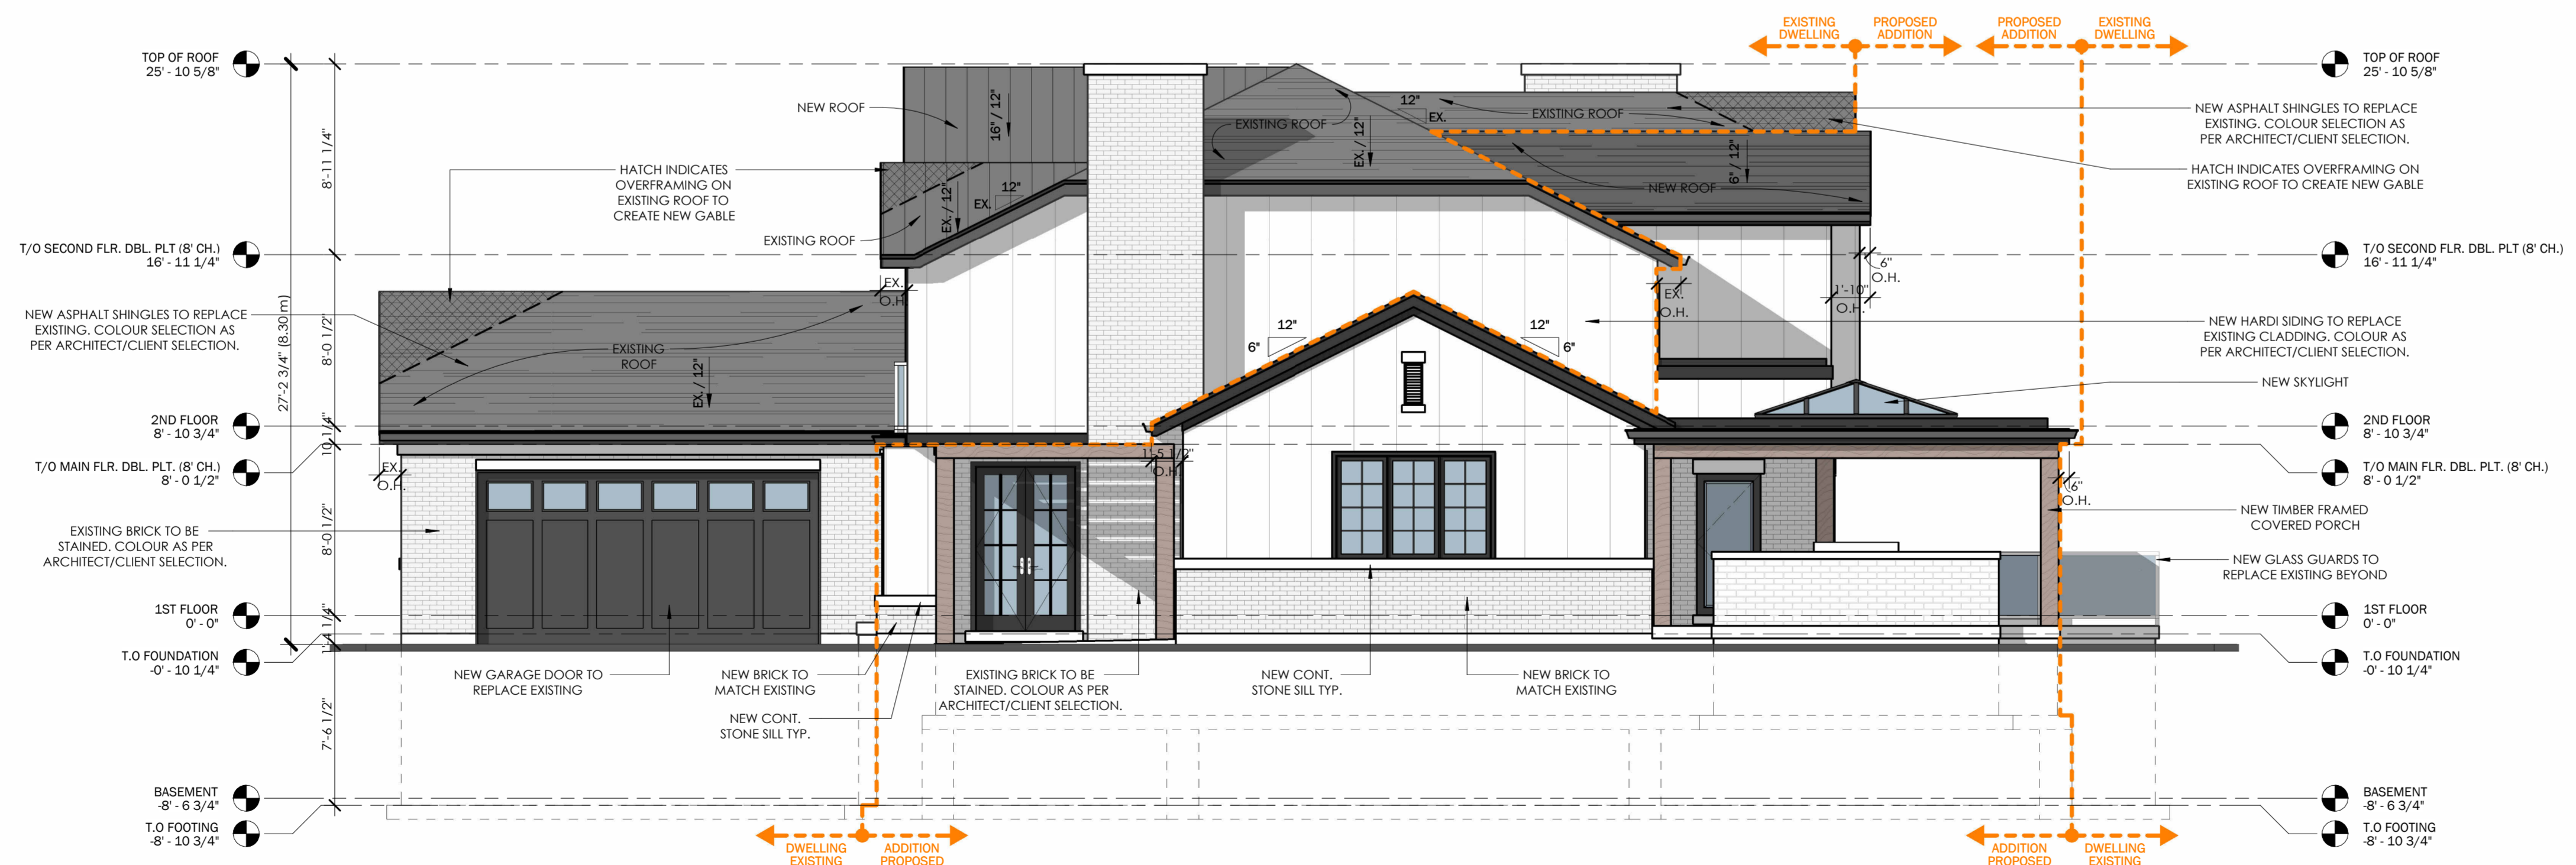 EXISTING
DWELLING
PROPOSED
ADDITION
PROPOSED
ADDITION
EXISTING
DWELLING
TOP OF ROOF
25' - 10 5/8"
T/O SECOND FLR. DBL. PLT (8' CH.)
16' - 11 1/4"
NEW ASPHALT SHINGLES TO REPLACE
EXISTING. COLOUR SELECTION AS
PER ARCHITECT/CLIENT SELECTION.
2ND FLOOR
8' - 10 3/4"
T/O MAIN FLR. DBL. PLT. (8' CH.)
8' - 0 1/2"
EXISTING BRICK TO BE
STAINED. COLOUR AS PER
ARCHITECT/CLIENT SELECTION.
1ST FLOOR
0' - 0"
T.O FOUNDATION
-0' - 10 1/4"
BASEMENT
-8' - 6 3/4"
T.O FOOTING
-8' - 10 3/4"
27'-2 3/4" (8.30 m)
8'-11 1/4"
8'-0 1/2"
10 1/4"
8'-0 1/2"
1'-4 1/4"
7'-6 1/2"
NEW ROOF
16" / 12"
HATCH INDICATES
OVERFRAMING ON
EXISTING ROOF TO
CREATE NEW GABLE
EXISTING ROOF
EX. / 12"
12"
EX.
EX.
O.H.
EXISTING
ROOF
EX. / 12"
EX.
O.H.
EXISTING ROOF
EX. / 12"
12"
EX.
EXISTING ROOF
NEW ROOF
6" / 12"
12"
6"
12"
6"
EX.
O.H.
6"
O.H.
1'-10"
O.H.
1'-5 1/2"
O.H.
6"
O.H.
NEW GARAGE DOOR TO
REPLACE EXISTING
NEW BRICK TO
MATCH EXISTING
NEW CONT.
STONE SILL TYP.
EXISTING BRICK TO BE
STAINED. COLOUR AS PER
ARCHITECT/CLIENT SELECTION.
NEW CONT.
STONE SILL TYP.
NEW BRICK TO
MATCH EXISTING
TOP OF ROOF
25' - 10 5/8"
NEW ASPHALT SHINGLES TO REPLACE
EXISTING. COLOUR SELECTION AS
PER ARCHITECT/CLIENT SELECTION.
HATCH INDICATES OVERFRAMING ON
EXISTING ROOF TO CREATE NEW GABLE
T/O SECOND FLR. DBL. PLT (8' CH.)
16' - 11 1/4"
NEW HARDI SIDING TO REPLACE
EXISTING CLADDING. COLOUR AS
PER ARCHITECT/CLIENT SELECTION.
NEW SKYLIGHT
2ND FLOOR
8' - 10 3/4"
T/O MAIN FLR. DBL. PLT. (8' CH.)
8' - 0 1/2"
NEW TIMBER FRAMED
COVERED PORCH
NEW GLASS GUARDS TO
REPLACE EXISTING BEYOND
1ST FLOOR
0' - 0"
T.O FOUNDATION
-0' - 10 1/4"
BASEMENT
-8' - 6 3/4"
T.O FOOTING
-8' - 10 3/4"
DWELLING
EXISTING
ADDITION
PROPOSED
ADDITION
PROPOSED
DWELLING
EXISTING